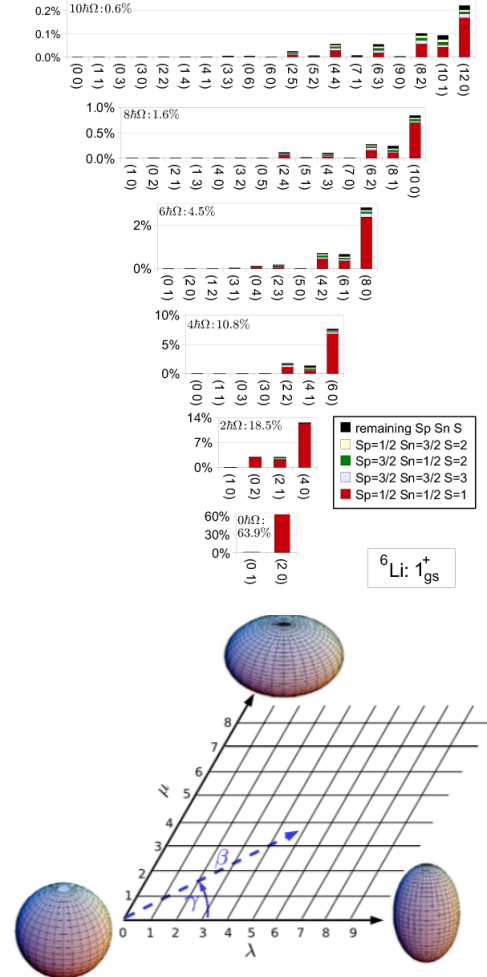 10ħΩ:0.6%
0.2%
0.1%
0.0%
(0 0) (1 1) (0 3) (3 0) (2 2) (1 4) (4 1) (3 3) (0 6) (6 0) (2 5) (5 2) (4 4) (7 1) (6 3) (9 0) (8 2) (10 1) (12 0)
8ħΩ:1.6%
1.0%
0.5%
0.0%
(1 0) (0 2) (2 1) (1 3) (4 0) (3 2) (0 5) (2 4) (5 1) (4 3) (7 0) (6 2) (8 1) (10 0)
6ħΩ:4.5%
2%
0%
(0 1) (2 0) (1 2) (3 1) (0 4) (2 3) (5 0) (4 2) (6 1) (8 0)
4ħΩ:10.8%
10%
5%
0%
(0 0) (1 1) (0 3) (3 0) (2 2) (4 1) (6 0)
2ħΩ:18.5%
14%
7%
0%
(1 0) (0 2) (2 1) (4 0)
remaining Sp Sn S
Sp=1/2 Sn=3/2 S=2
Sp=3/2 Sn=1/2 S=2
Sp=3/2 Sn=3/2 S=3
Sp=1/2 Sn=1/2 S=1
0ħΩ:
63.9%
60%
30%
0%
(0 1) (2 0)
⁶Li: 1⁺gs
8
7
6
5
4
3
2
1
μ
β
γ
0 1 2 3 4 5 6 7 8 9
λ